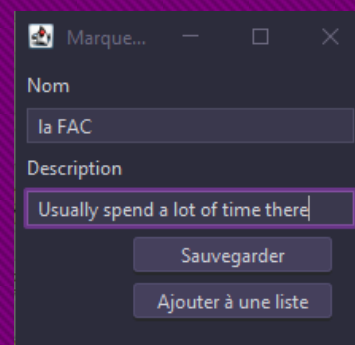 Marque...
Nom
la FAC
Description
Usually spend a lot of time there
Sauvegarder
Ajouter à une liste